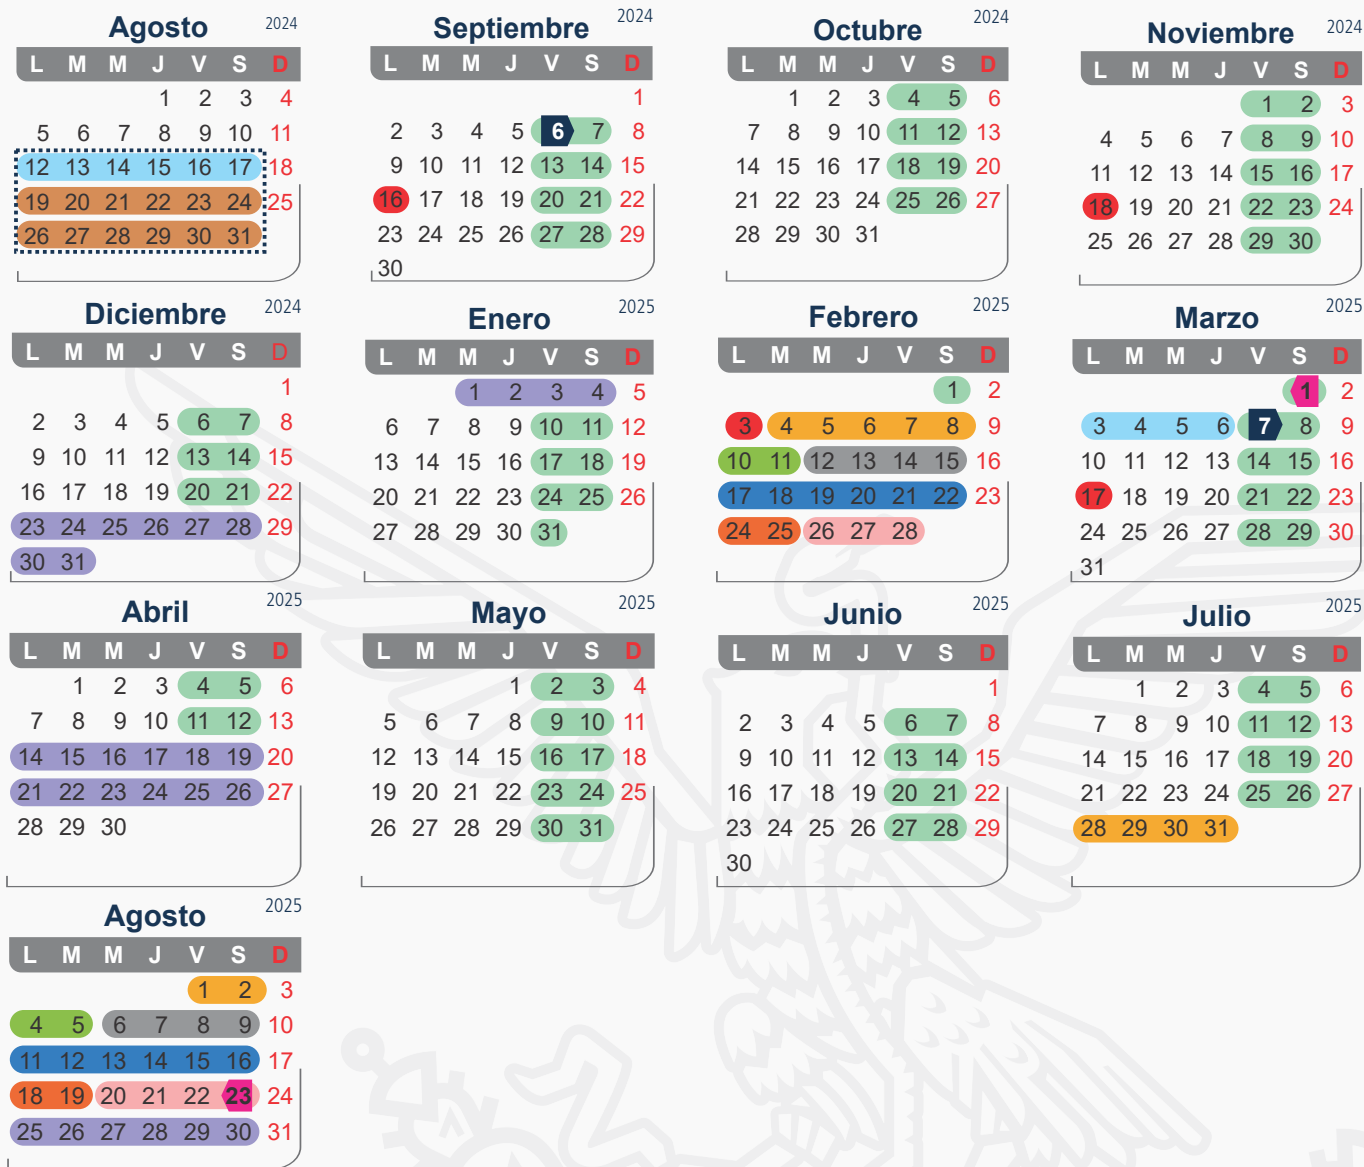 Agosto 2024
L M M J V S D
1 2 3 4
5 6 7 8 9 10 11
12 13 14 15 16 17 18
19 20 21 22 23 24 25
26 27 28 29 30 31
Septiembre 2024
L M M J V S D
1
2 3 4 5 6 7 8
9 10 11 12 13 14 15
16 17 18 19 20 21 22
23 24 25 26 27 28 29
30
Octubre 2024
L M M J V S D
1 2 3 4 5 6
7 8 9 10 11 12 13
14 15 16 17 18 19 20
21 22 23 24 25 26 27
28 29 30 31
Noviembre 2024
L M M J V S D
1 2 3
4 5 6 7 8 9 10
11 12 13 14 15 16 17
18 19 20 21 22 23 24
25 26 27 28 29 30
Diciembre 2024
L M M J V S D
1
2 3 4 5 6 7 8
9 10 11 12 13 14 15
16 17 18 19 20 21 22
23 24 25 26 27 28 29
30 31
Enero 2025
L M M J V S D
1 2 3 4 5
6 7 8 9 10 11 12
13 14 15 16 17 18 19
20 21 22 23 24 25 26
27 28 29 30 31
Febrero 2025
L M M J V S D
1 2
3 4 5 6 7 8 9
10 11 12 13 14 15 16
17 18 19 20 21 22 23
24 25 26 27 28
Marzo 2025
L M M J V S D
1 2
3 4 5 6 7 8 9
10 11 12 13 14 15 16
17 18 19 20 21 22 23
24 25 26 27 28 29 30
31
Abril 2025
L M M J V S D
1 2 3 4 5 6
7 8 9 10 11 12 13
14 15 16 17 18 19 20
21 22 23 24 25 26 27
28 29 30
Mayo 2025
L M M J V S D
1 2 3 4
5 6 7 8 9 10 11
12 13 14 15 16 17 18
19 20 21 22 23 24 25
26 27 28 29 30 31
Junio 2025
L M M J V S D
1
2 3 4 5 6 7 8
9 10 11 12 13 14 15
16 17 18 19 20 21 22
23 24 25 26 27 28 29
30
Julio 2025
L M M J V S D
1 2 3 4 5 6
7 8 9 10 11 12 13
14 15 16 17 18 19 20
21 22 23 24 25 26 27
28 29 30 31
Agosto 2025
L M M J V S D
1 2 3
4 5 6 7 8 9 10
11 12 13 14 15 16 17
18 19 20 21 22 23 24
25 26 27 28 29 30 31